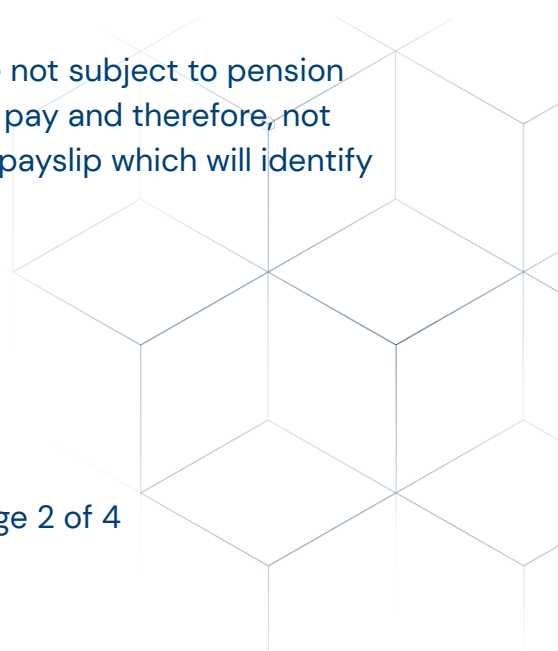 not subject to pension
pay and therefore, not
payslip which will identify
ge 2 of 4